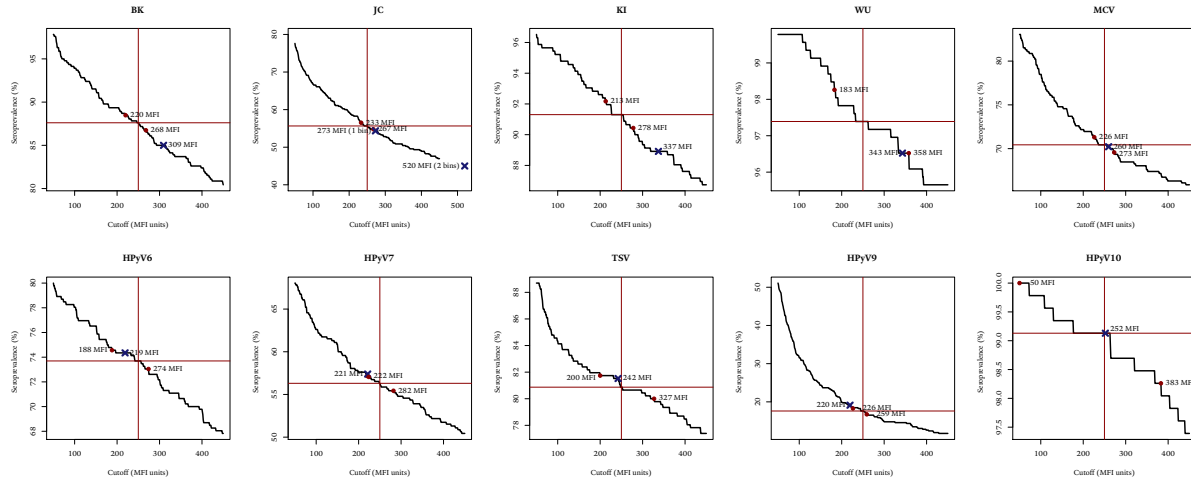 BK
Seroprevalence (%)
95
90
85
80
220 MFI
268 MFI
309 MFI
100 200 300 400
Cutoff (MFI units)
JC
Seroprevalence (%)
80
70
60
50
40
233 MFI
273 MFI (1 bin)
267 MFI
520 MFI (2 bins)
100 200 300 400 500
Cutoff (MFI units)
KI
Seroprevalence (%)
96
94
92
90
88
213 MFI
278 MFI
337 MFI
100 200 300 400
Cutoff (MFI units)
WU
Seroprevalence (%)
99
98
97
96
183 MFI
343 MFI
358 MFI
100 200 300 400
Cutoff (MFI units)
MCV
Seroprevalence (%)
80
70
226 MFI
260 MFI
273 MFI
100 200 300 400
Cutoff (MFI units)
HPyV6
Seroprevalence (%)
80
78
76
74
72
70
68
188 MFI
219 MFI
274 MFI
100 200 300 400
Cutoff (MFI units)
HPyV7
Seroprevalence (%)
65
60
55
50
221 MFI
222 MFI
282 MFI
100 200 300 400
Cutoff (MFI units)
TSV
Seroprevalence (%)
88
86
84
82
80
78
200 MFI
242 MFI
327 MFI
100 200 300 400
Cutoff (MFI units)
HPyV9
Seroprevalence (%)
50
40
30
20
220 MFI
226 MFI
259 MFI
100 200 300 400
Cutoff (MFI units)
HPyV10
Seroprevalence (%)
100.0
99.5
99.0
98.5
98.0
97.5
50 MFI
252 MFI
383 MFI
100 200 300 400
Cutoff (MFI units)